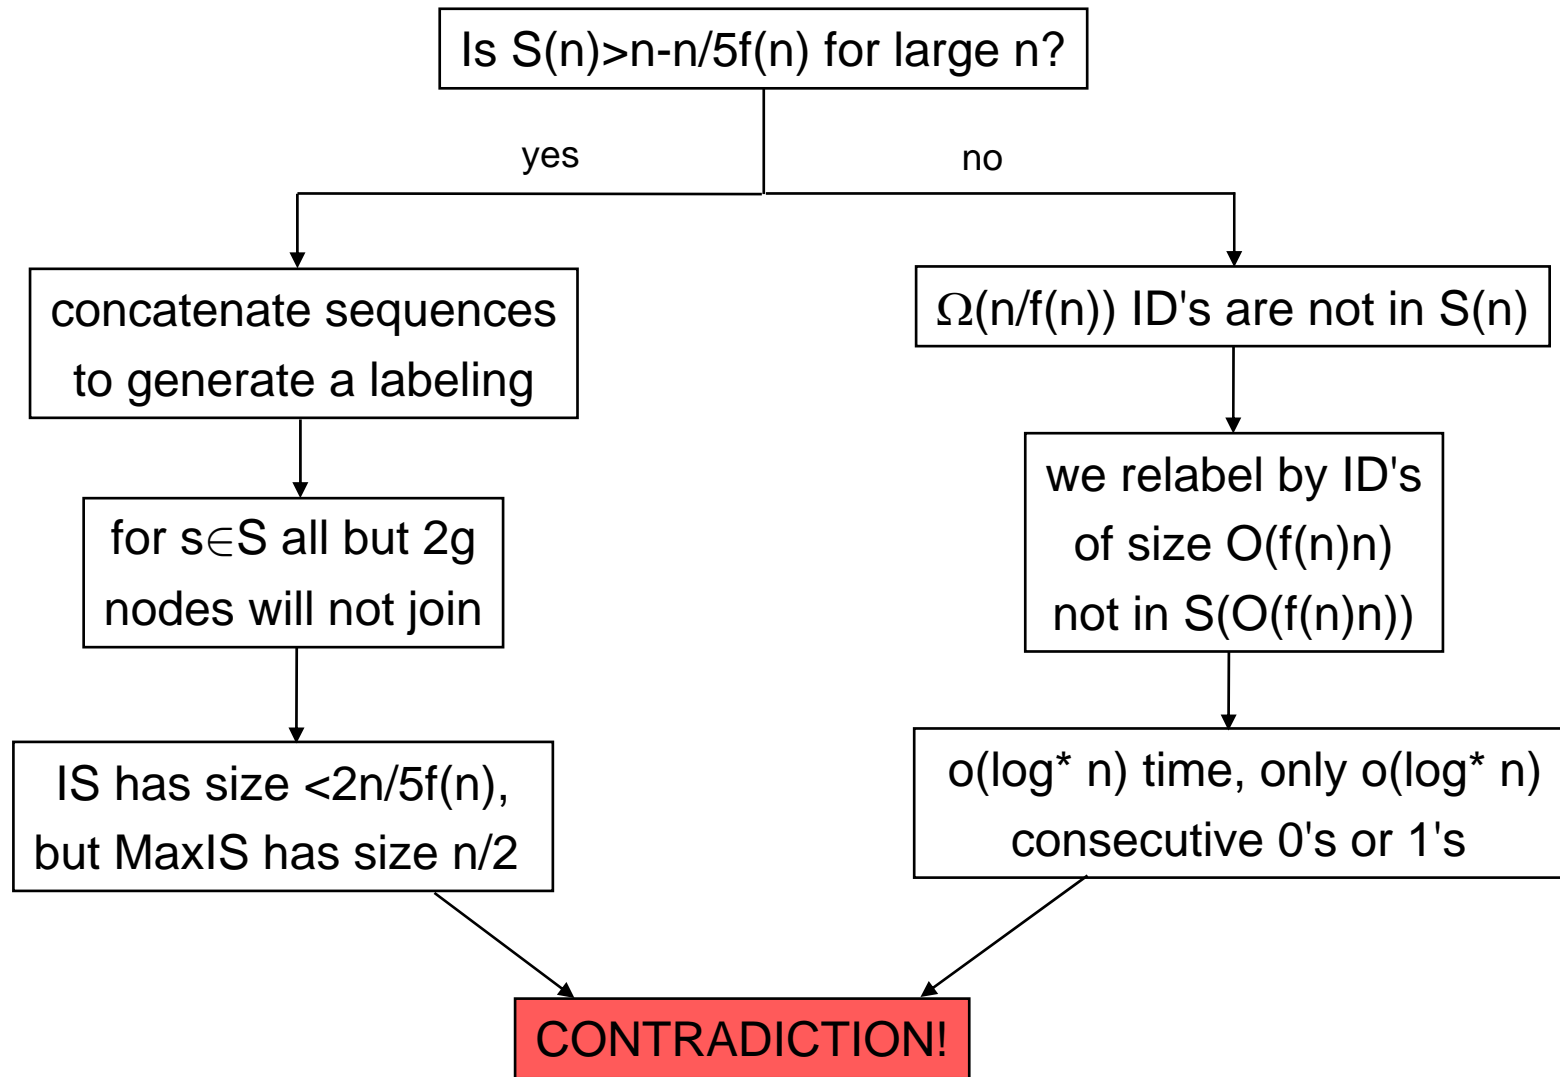 Is S(n)>n-n/5f(n) for large n?
yes
no
concatenate sequences
to generate a labeling
for s∈S all but 2g
nodes will not join
IS has size <2n/5f(n),
but MaxIS has size n/2
Ω(n/f(n)) ID's are not in S(n)
we relabel by ID's
of size O(f(n)n)
not in S(O(f(n)n))
o(log* n) time, only o(log* n)
consecutive 0's or 1's
CONTRADICTION!